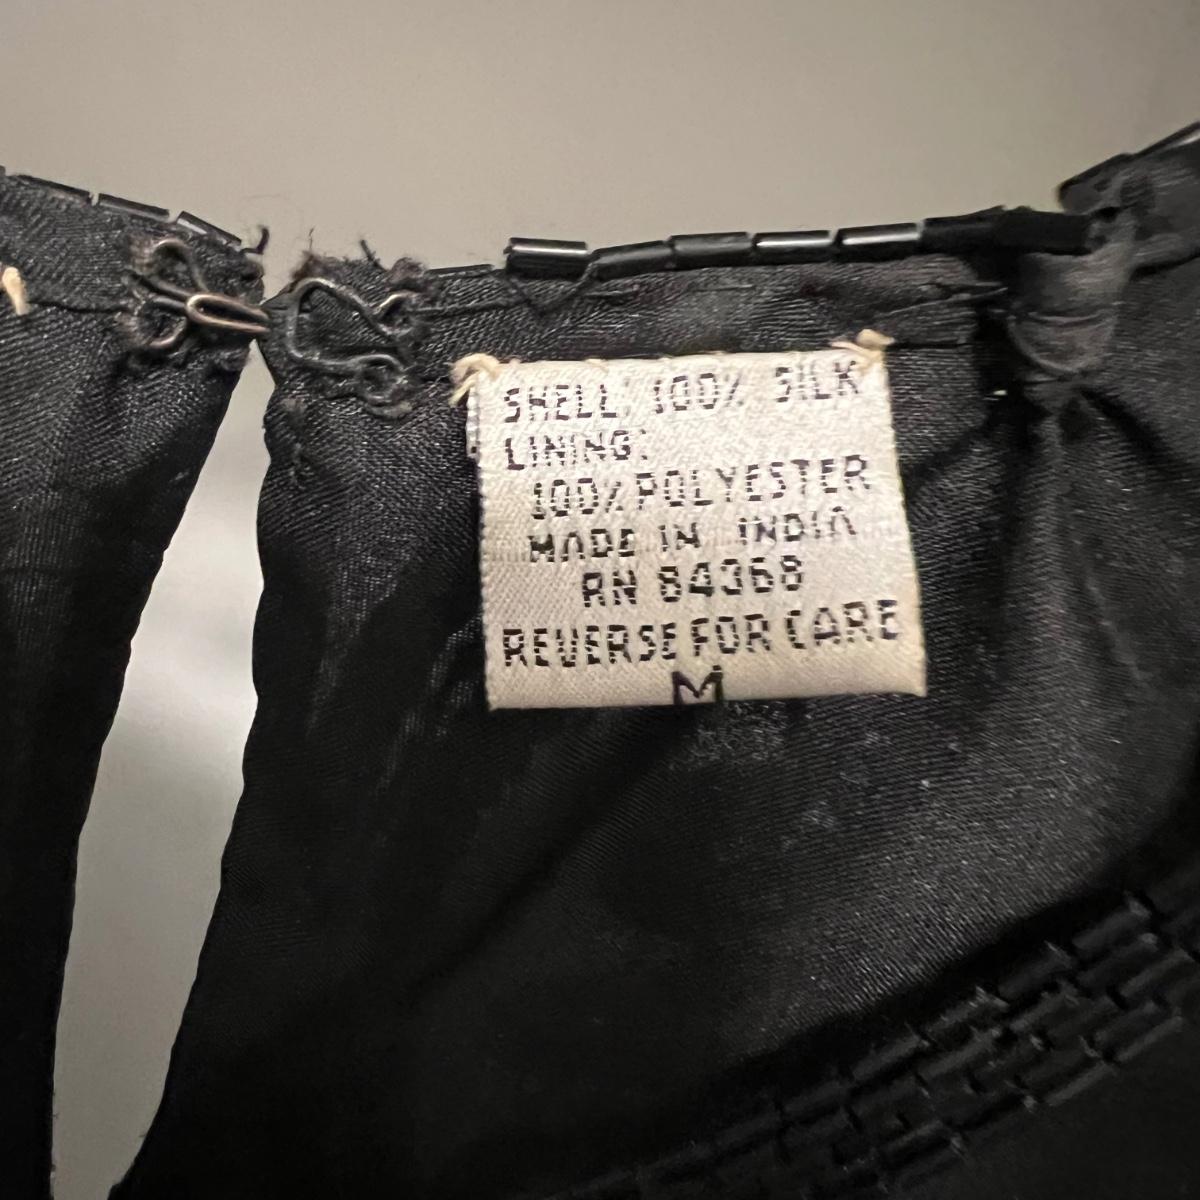 SHELL: 100% SILK
LINING:
100% POLYESTER
MADE IN INDIA
RN 84368
REVERSE FOR CARE
M